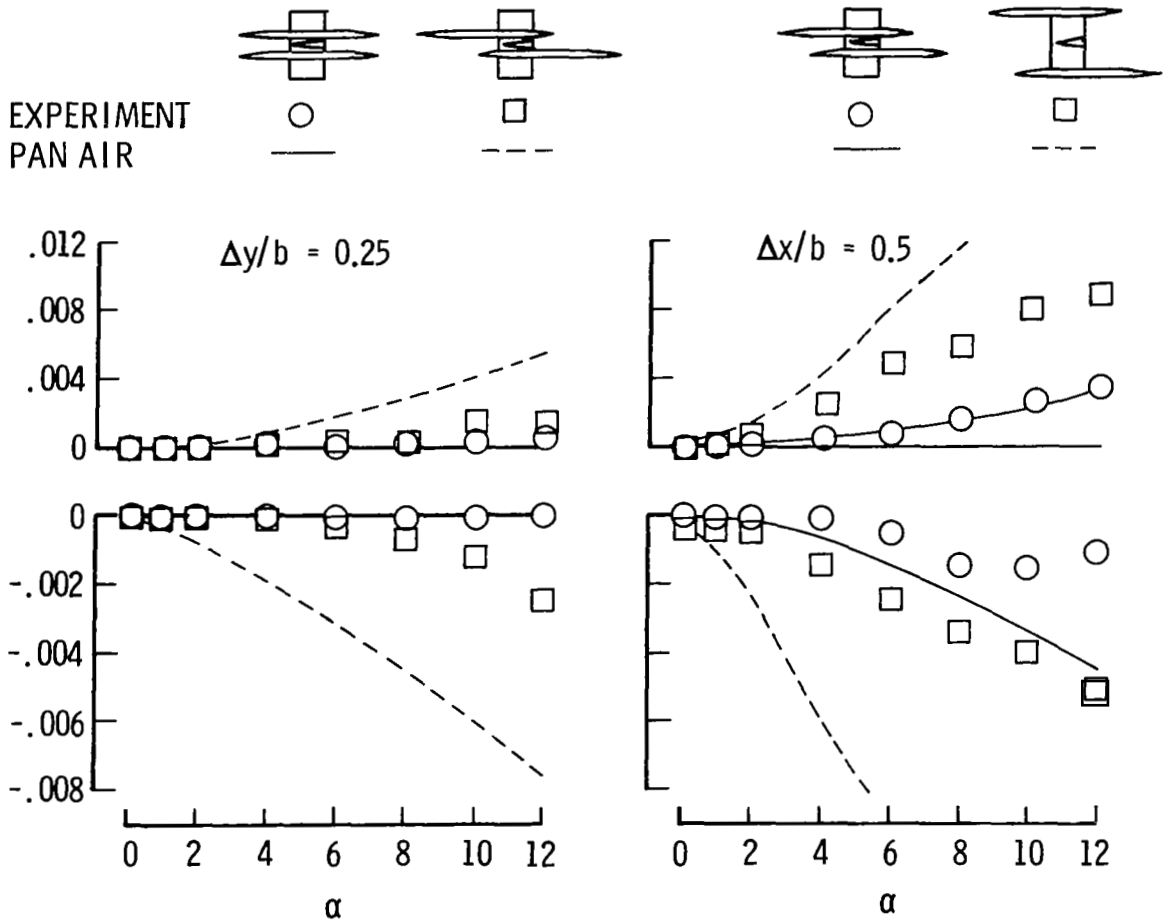 EXPERIMENT
PAN AIR
Δy/b = 0.25
.012
.008
.004
0
0
-.002
-.004
-.006
-.008
0 2 4 6 8 10 12
α
Δx/b = 0.5
0 2 4 6 8 10 12
α